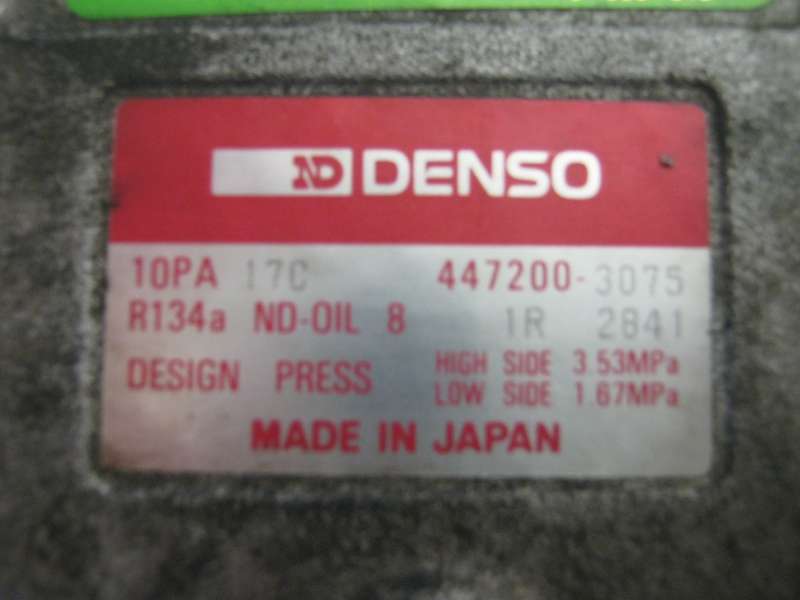 ND DENSO
10PA 17C 447200-3075
R134a ND-OIL 8 1R 2841
DESIGN PRESS HIGH SIDE 3.53MPa
LOW SIDE 1.67MPa
MADE IN JAPAN